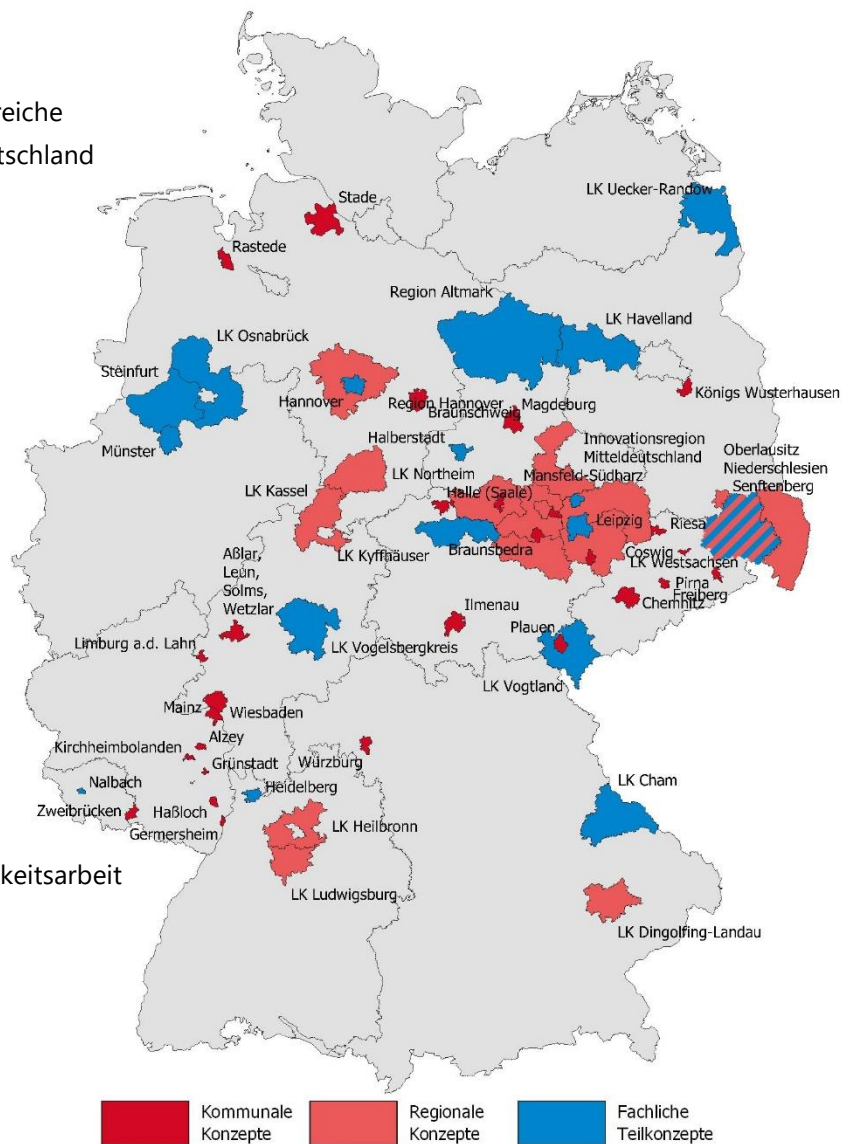 reiche
tschland
Stade
LK Uecker-Randow
Rastede
Region Altmark
LK Havelland
LK Osnabrück
Steinfurt
Hannover
Region Hannover
Braunschweig
Magdeburg
Königs Wusterhausen
Münster
Halberstadt
Innovationsregion
Mitteldeutschland
Oberlausitz
Niederschlesien
LK Northeim
Mansfeld-Südharz
Senftenberg
LK Kassel
Halle (Saale)
Leipzig
Riesa
LK Kyffhäuser
Braunsbedra
Coswig
LK Westsachsen
Aßlar,
Leun,
Solms,
Wetzlar
Pirna
Freiberg
Ilmenau
Chemnitz
Limburg a.d. Lahn
LK Vogelsbergkreis
Plauen
LK Vogtland
Mainz
Wiesbaden
Alzey
Kirchheimbolanden
Grünstadt
Würzburg
Nalbach
Heidelberg
LK Cham
Zweibrücken
Haßloch
Germersheim
LK Heilbronn
keitsarbeit
LK Ludwigsburg
LK Dingolfing-Landau
Kommunale
Konzepte
Regionale
Konzepte
Fachliche
Teilkonzepte